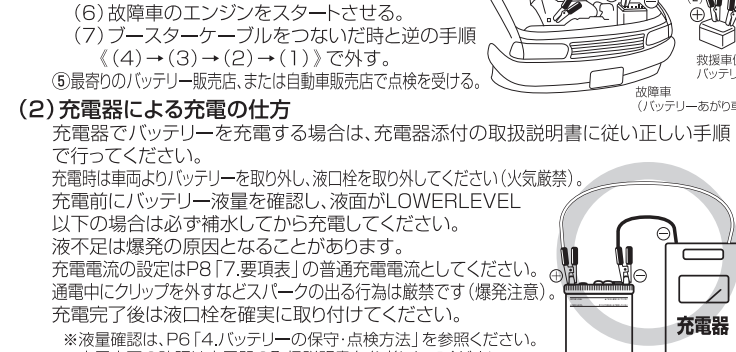 (6)故障車のエンジンをスタートさせる。
(7)ブースターケーブルをつないだ時と逆の手順
《(4)→(3)→(2)→(1)》で外す。
⑤最寄りのバッテリー販売店、または自動車販売店で点検を受ける。
⊕
救援車
バッテリ
故障車
(バッテリーあがり車
(2)充電器による充電の仕方
充電器でバッテリーを充電する場合は、充電器添付の取扱説明書に従い正しい手順
で行ってください。
充電時は車両よりバッテリーを取り外し、液口栓を取り外してください(火気厳禁)。
充電前にバッテリー液量を確認し、液面がLOWERLEVEL
以下の場合は必ず補水してから充電してください。
液不足は爆発の原因となることがあります。
充電電流の設定はP8「7.要項表」の普通充電電流としてください。
通電中にクリップを外すなどスパークの出る行為は厳禁です(爆発注意)。
充電完了後は液口栓を確実に取り付けてください。
※液量確認は、P6「4.バッテリーの保守・点検方法」を参照ください。
⊖
⊕
⊖
充電器